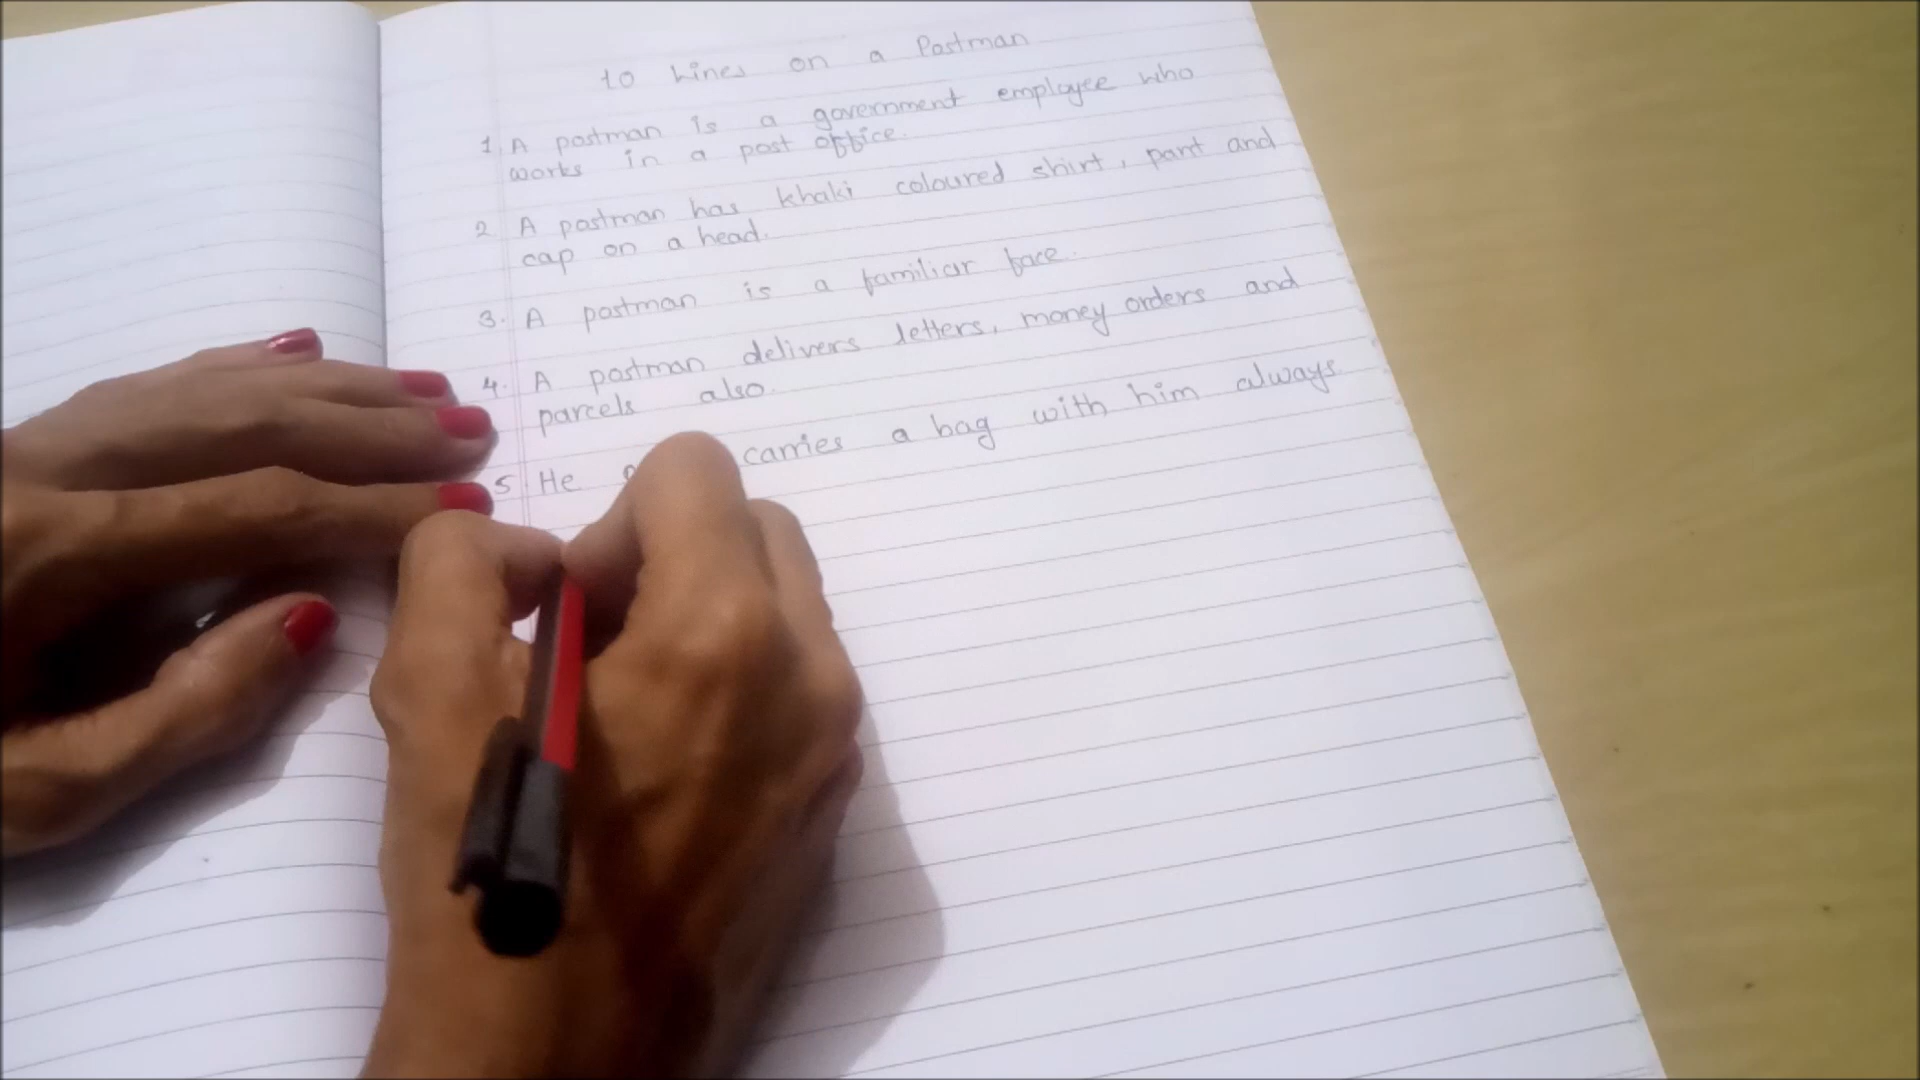 10 Lines on a Postman
1. A postman is a government employee who
works in a post office.
2 A postman has khaki coloured shirt, pant and
cap on a head.
3. A postman is a familiar face.
4. A postman delivers letters, money orders and
parcels also.
5 He carries a bag with him always.